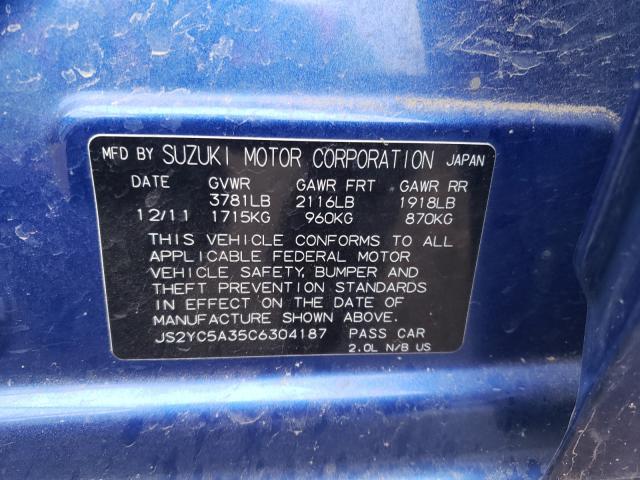 MFD BY SUZUKI MOTOR CORPORATION JAPAN
DATE GVWR GAWR FRT GAWR RR
3781LB 2116LB 1918LB
12/11 1715KG 960KG 870KG
THIS VEHICLE CONFORMS TO ALL
APPLICABLE FEDERAL MOTOR
VEHICLE SAFETY, BUMPER AND
THEFT PREVENTION STANDARDS
IN EFFECT ON THE DATE OF
MANUFACTURE SHOWN ABOVE.
JS2YC5A35C6304187 PASS CAR
2.0L N/B US